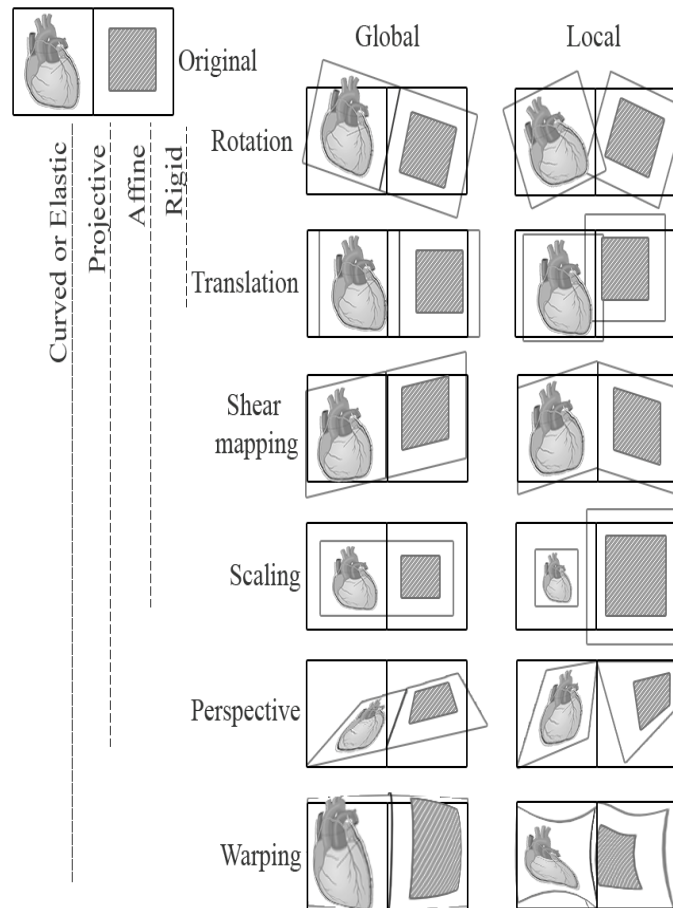 Global
Local
Original
Curved or Elastic
Projective
Affine
Rigid
Rotation
Translation
Shear
mapping
Scaling
Perspective
Warping